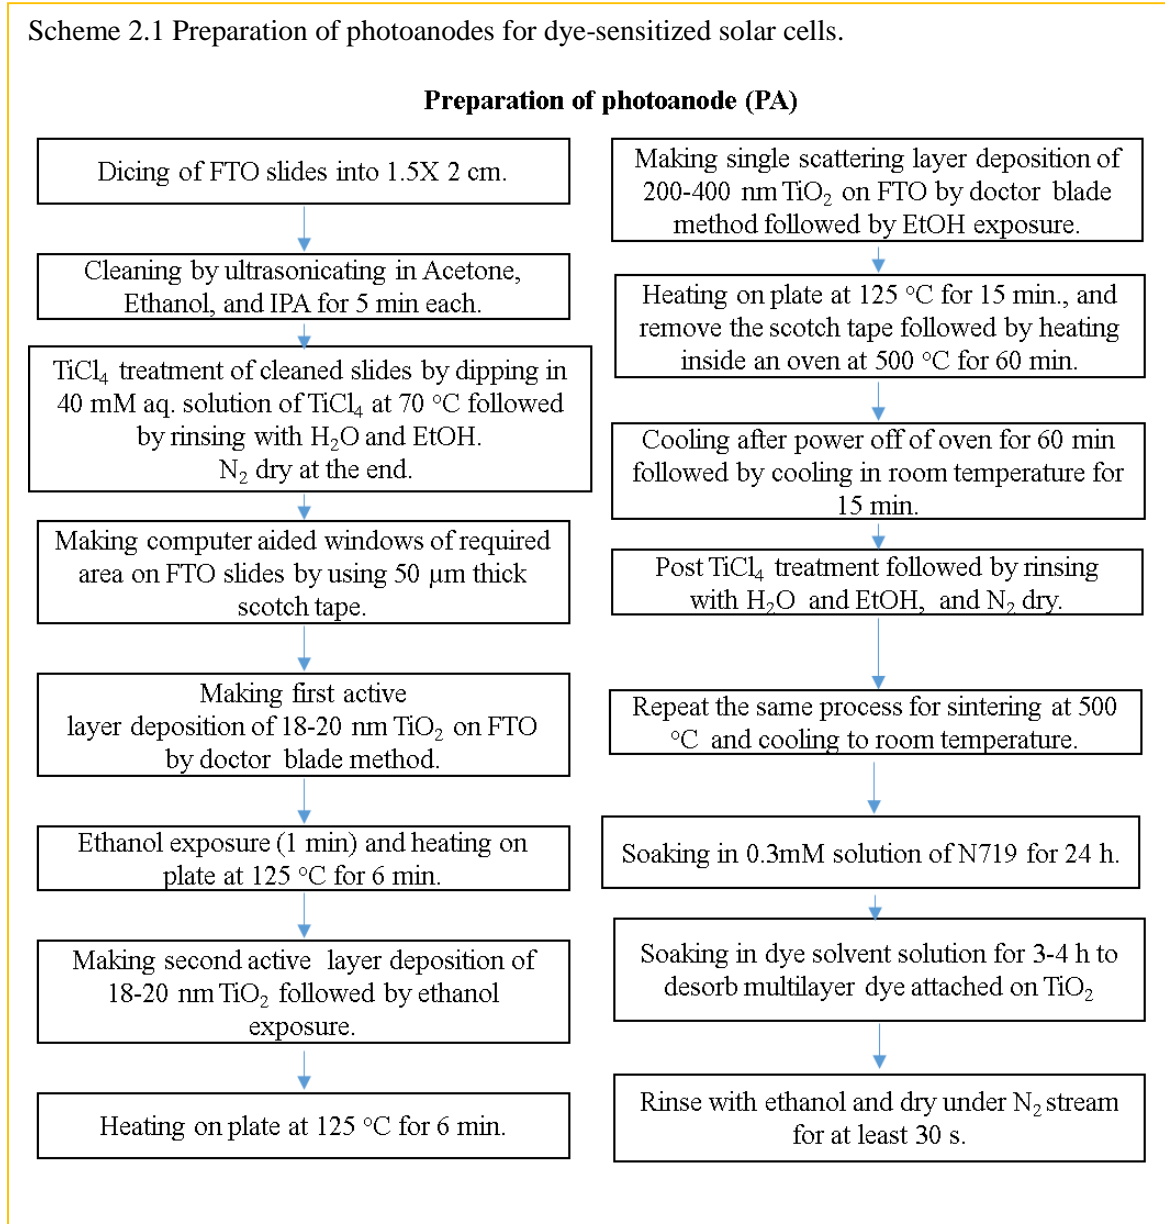 Scheme 2.1 Preparation of photoanodes for dye-sensitized solar cells.
Preparation of photoanode (PA)
Dicing of FTO slides into 1.5X 2 cm.
Cleaning by ultrasonicating in Acetone,
Ethanol, and IPA for 5 min each.
TiCl₄ treatment of cleaned slides by dipping in
40 mM aq. solution of TiCl₄ at 70 °C followed
by rinsing with H₂O and EtOH.
N₂ dry at the end.
Making computer aided windows of required
area on FTO slides by using 50 µm thick
scotch tape.
Making first active
layer deposition of 18-20 nm TiO₂ on FTO
by doctor blade method.
Ethanol exposure (1 min) and heating on
plate at 125 °C for 6 min.
Making second active layer deposition of
18-20 nm TiO₂ followed by ethanol
exposure.
Heating on plate at 125 °C for 6 min.
Making single scattering layer deposition of
200-400 nm TiO₂ on FTO by doctor blade
method followed by EtOH exposure.
Heating on plate at 125 °C for 15 min., and
remove the scotch tape followed by heating
inside an oven at 500 °C for 60 min.
Cooling after power off of oven for 60 min
followed by cooling in room temperature for
15 min.
Post TiCl₄ treatment followed by rinsing
with H₂O and EtOH, and N₂ dry.
Repeat the same process for sintering at 500
°C and cooling to room temperature.
Soaking in 0.3mM solution of N719 for 24 h.
Soaking in dye solvent solution for 3-4 h to
desorb multilayer dye attached on TiO₂
Rinse with ethanol and dry under N₂ stream
for at least 30 s.